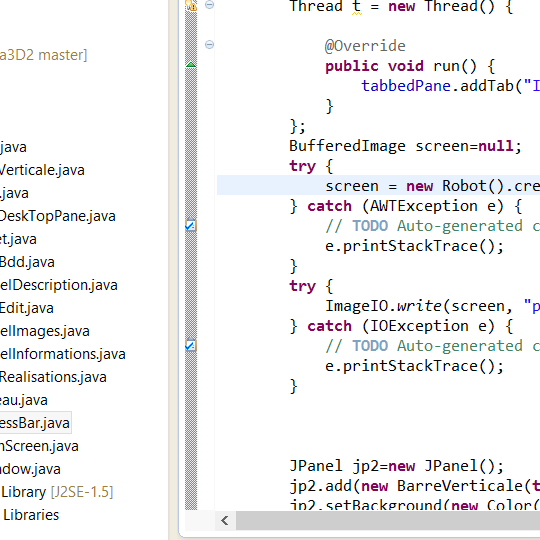 a3D2 master]
.java
Verticale.java
.java
DeskTopPane.java
et.java
Bdd.java
elDescription.java
Edit.java
elImages.java
elInformations.java
Realisations.java
eau.java
essBar.java
nScreen.java
ndow.java
Library [J2SE-1.5]
Libraries
Thread t = new Thread() {
@Override
public void run() {
tabbedPane.addTab("I
}
};
BufferedImage screen=null;
try {
screen = new Robot().cre
} catch (AWTException e) {
// TODO Auto-generated c
e.printStackTrace();
}
try {
ImageIO.write(screen, "p
} catch (IOException e) {
// TODO Auto-generated c
e.printStackTrace();
}
JPanel jp2=new JPanel();
jp2.add(new BarreVerticale(t
jp2.setBackground(new Color(